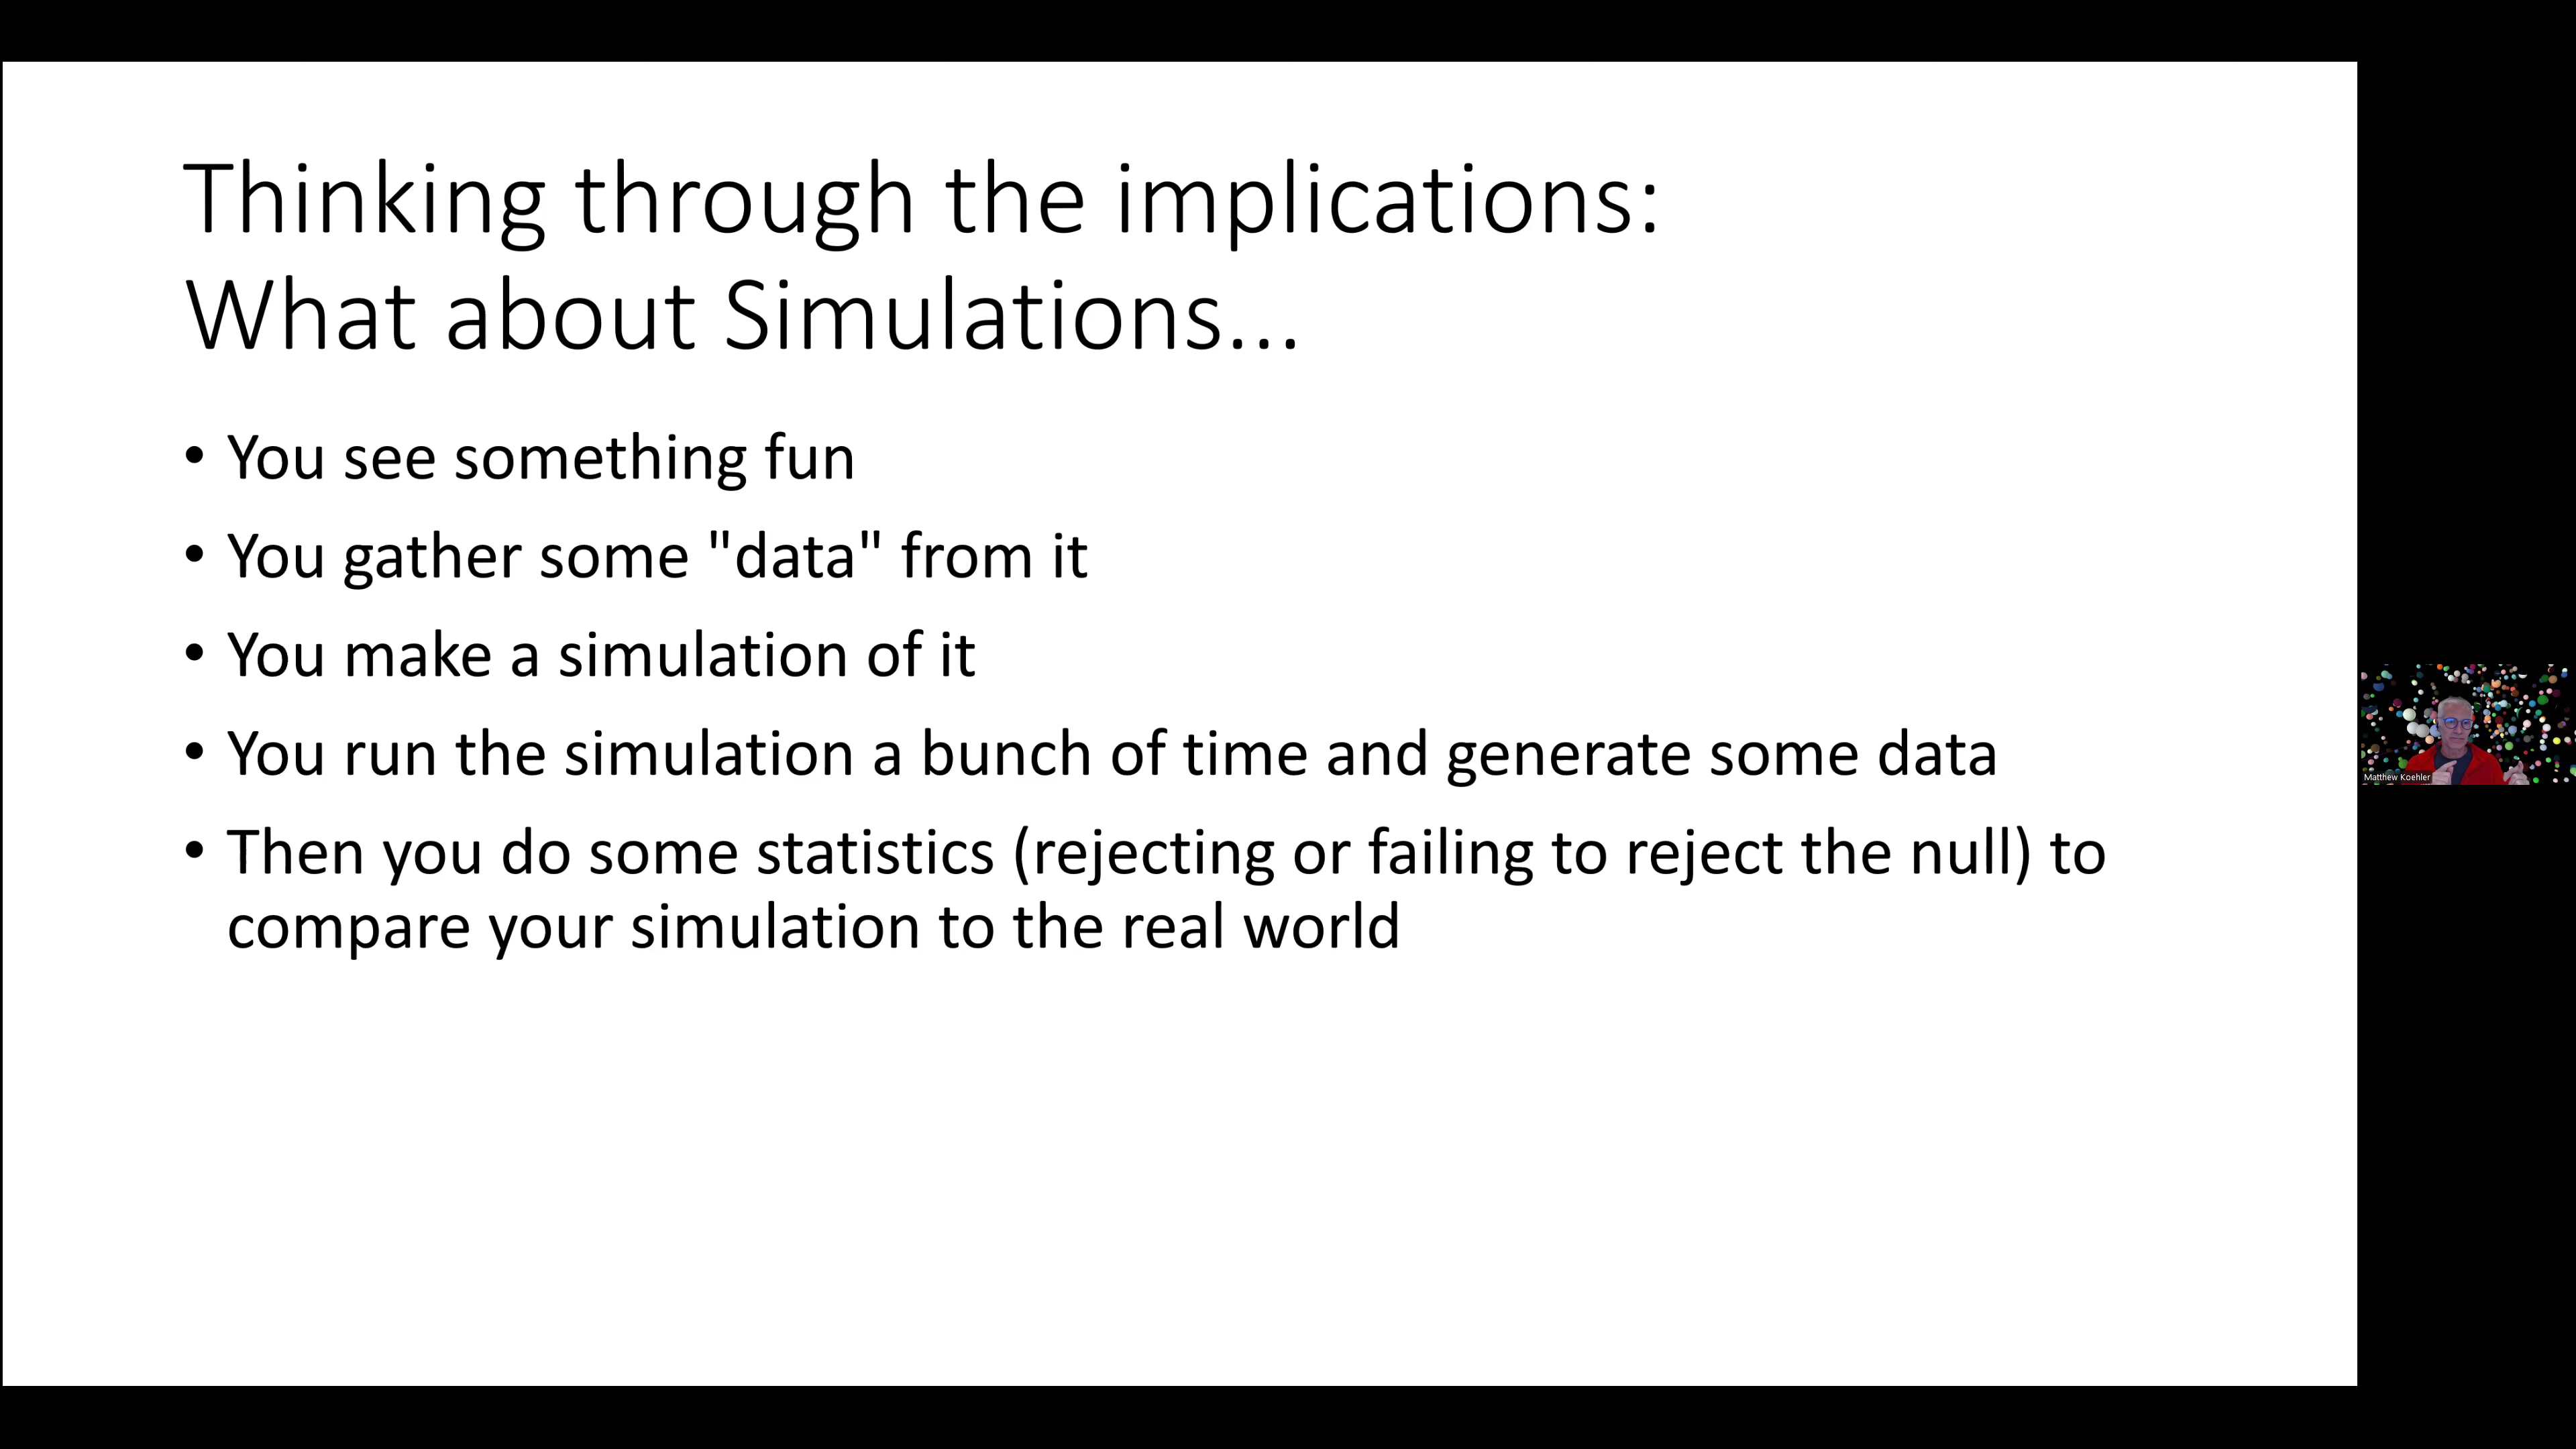 Thinking through the implications:
What about Simulations...
• You see something fun
• You gather some "data" from it
• You make a simulation of it
• You run the simulation a bunch of time and generate some data
• Then you do some statistics (rejecting or failing to reject the null) to
compare your simulation to the real world
Matthew Koehler